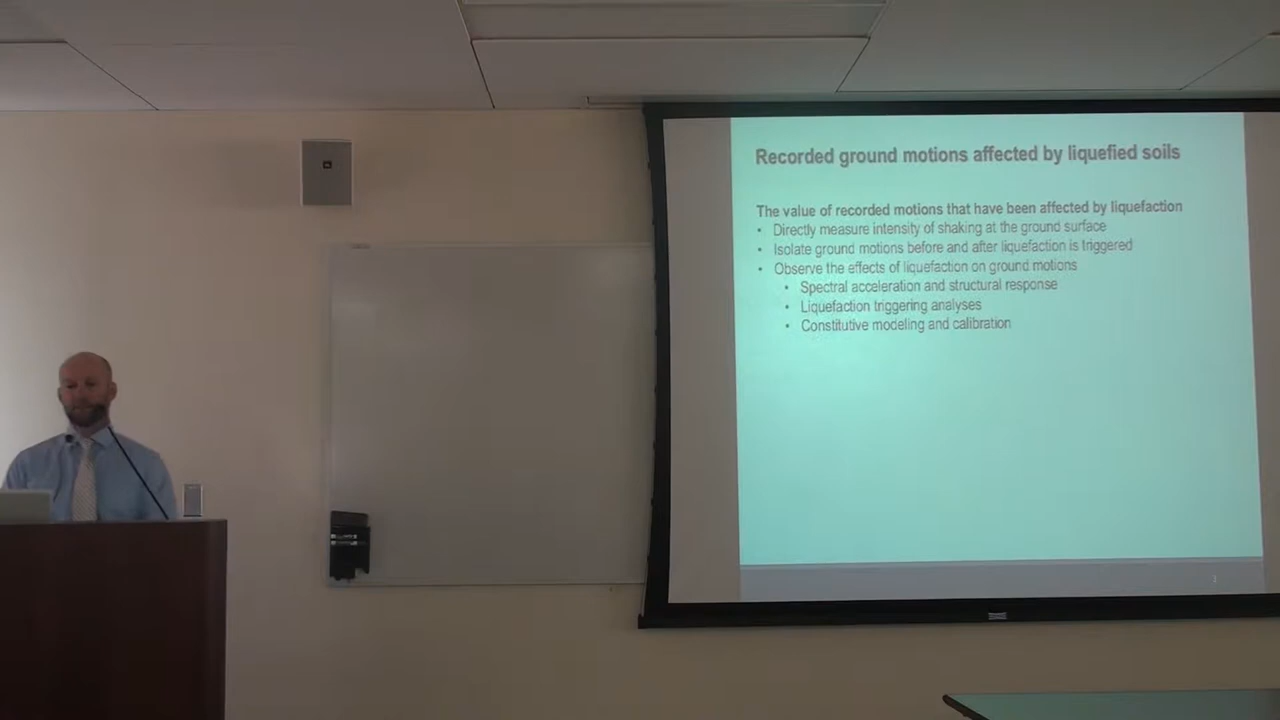 Recorded ground motions affected by liquefied soils
The value of recorded motions that have been affected by liquefaction
• Directly measure intensity of shaking at the ground surface
• Isolate ground motions before and after liquefaction is triggered
• Observe the effects of liquefaction on ground motions
• Spectral acceleration and structural response
• Liquefaction triggering analyses
• Constitutive modeling and calibration